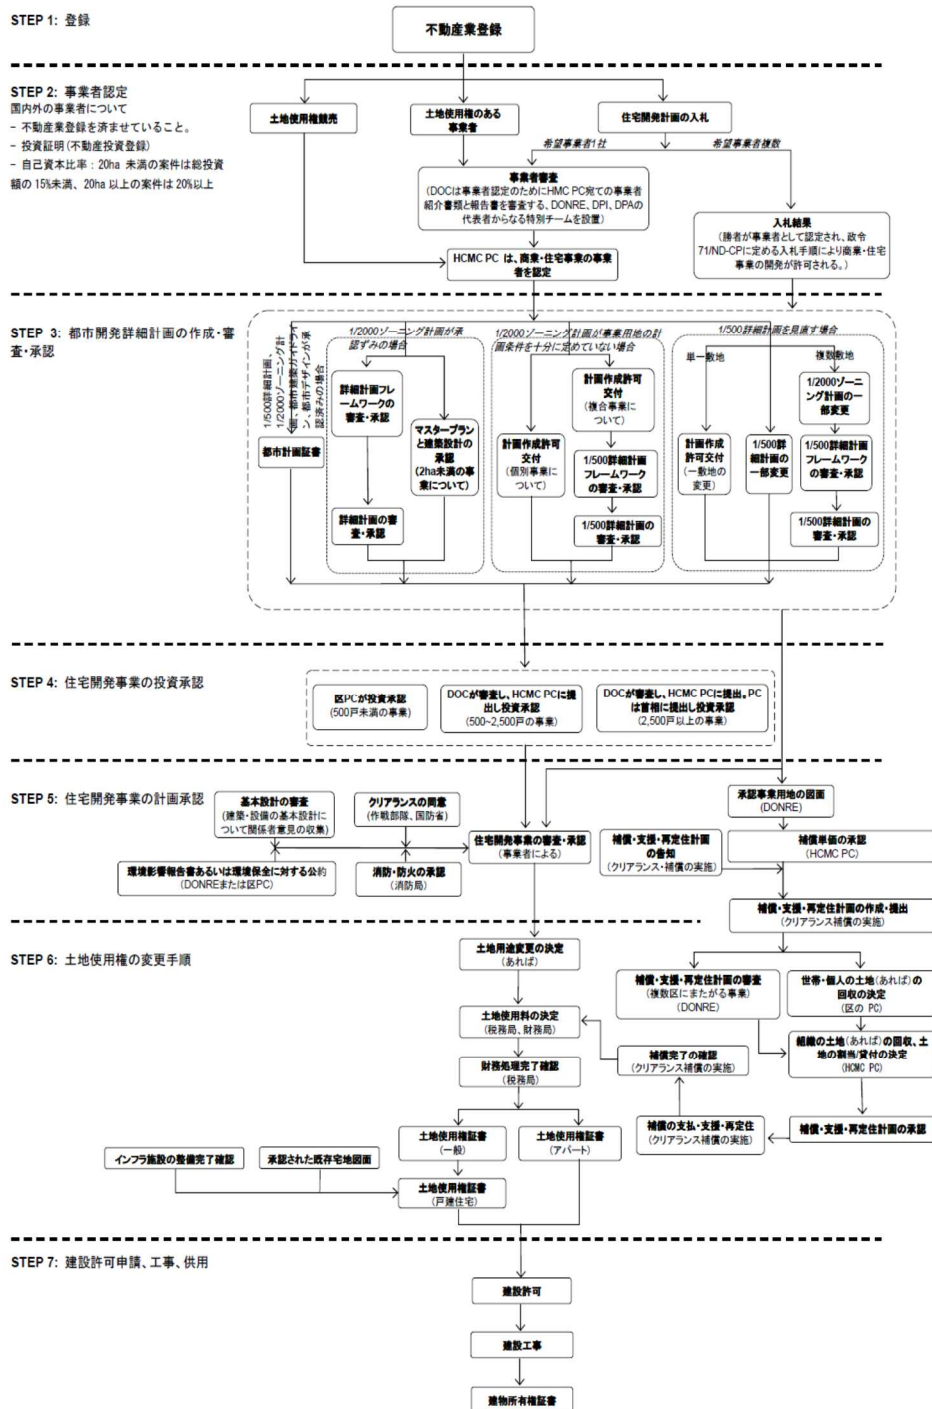 STEP 1: 登録
不動産業登録
STEP 2: 事業者認定
国内外の事業者について
− 不動産業登録を済ませていること。
− 投資証明(不動産投資登録)
− 自己資本比率：20ha 未満の案件は総投資
額の 15%未満、20ha 以上の案件は 20%以上
土地使用権競売
土地使用権のある
事業者
住宅開発計画の入札
希望事業者1社
希望事業者複数
事業者審査
(DOCは事業者認定のためにHMC PC宛ての事業者
紹介書類と報告書を審査する、DONRE、DPI、DPAの
代表者からなる特別チームを設置)
HCMC PC は、商業・住宅事業の事業
者を認定
入札結果
(勝者が事業者として認定され、政令
71/ND-CPに定める入札手順により商業・住宅
事業の開発が許可される。)
STEP 3: 都市開発詳細計画の作成・審
査・承認
1/500詳細計画、
1/2000ゾーニング計
画、都市建築ガイドライ
ン、都市デザインが承
認済みの場合
都市計画証書
1/2000ゾーニング計画が承
認ずみの場合
詳細計画フレ
ームワークの
審査・承認
マスタープラン
と建築設計の
承認
(2ha未満の事
業について)
詳細計画の審
査・承認
1/2000ゾーニング計画が事業用地の計
画条件を十分に定めていない場合
計画作成許可
交付
(複合事業に
ついて)
計画作成許可
交付
(個別事業に
ついて)
1/500詳細計画
フレームワーク
の審査・承認
1/500詳細計画の
審査・承認
1/500詳細計画を見直す場合
単一敷地
複数敷地
1/2000ゾーニ
ング計画の一
部変更
計画作成
許可交付
(一敷地の
変更)
1/500詳
細計画の
一部変更
1/500詳細計画
フレームワーク
の審査・承認
1/500詳細計画の
審査・承認
STEP 4: 住宅開発事業の投資承認
区PCが投資承認
(500戸未満の事業)
DOCが審査し、HCMC PCに提
出し投資承認
(500~2,500戸の事業)
DOCが審査し、HCMC PCに提出。PC
は首相に提出し投資承認
(2,500戸以上の事業)
STEP 5: 住宅開発事業の計画承認
基本設計の審査
(建築・設備の基本設計に
ついて関係者意見の収集)
クリアランスの同意
(作戦部隊、国防省)
環境影響報告書あるいは環境保全に対する公約
(DONREまたは区PC)
消防・防火の承認
(消防局)
住宅開発事業の審査・承認
(事業者による)
承認事業用地の図面
(DONRE)
補償・支援・再定住計画
の告知
(クリアランス・補償の実施)
補償単価の承認
(HCMC PC)
補償・支援・再定住計画の作成・提出
(クリアランス補償の実施)
STEP 6: 土地使用権の変更手順
土地用途変更の決定
(あれば)
補償・支援・再定住計画の審査
(複数区にまたがる事業)
(DONRE)
世帯・個人の土地(あれば)の
回収の決定
(区の PC)
土地使用料の決定
(税務局、財務局)
組織の土地(あれば)の回収、土
地の割当/貸付の決定
(HCMC PC)
補償完了の確認
(クリアランス補償の実施)
財務処理完了確認
(税務局)
補償の支払・支援・再定住
(クリアランス補償の実施)
補償・支援・再定住計画の承認
土地使用権証書
(一般)
土地使用権証書
(アパート)
インフラ施設の整備完了確認
承認された既存宅地図面
土地使用権証書
(戸建住宅)
STEP 7: 建設許可申請、工事、供用
建設許可
建設工事
建物所有権証書